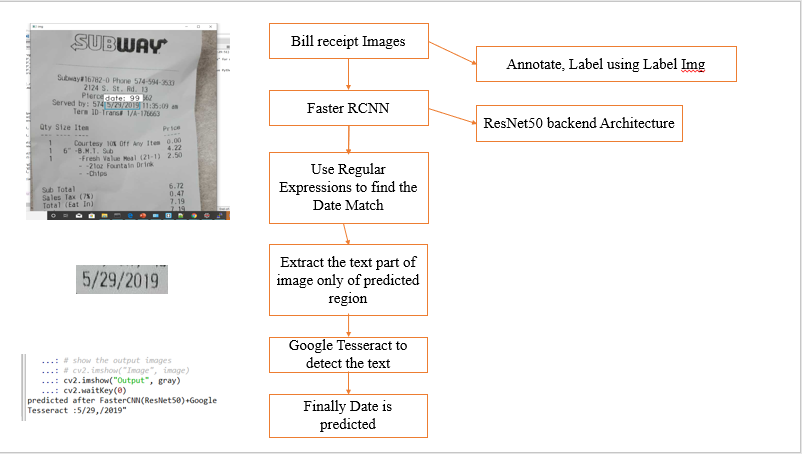 SUBWAY
Subway#16782-0 Phone 574-594-3533
2124 S. St. Rd. 13
Pierce date: 99 962
Served by: 574 5/29/2019 11:35:09 am
Term ID-Trans# 1/A-176663
Qty Size Item Price
1 Courtesy 10% Off Any Item 0.00
1 6" -B.M.T. Sub 4.22
1 -Fresh Value Meal (21-1) 2.50
- -21oz Fountain Drink
- -Chips
Sub Total 6.72
Sales Tax (7%) 0.47
Total (Eat In) 7.19
7.19
5/29/2019
...: # show the output images
...: # cv2.imshow("Image", image)
...: cv2.imshow("Output", gray)
...: cv2.waitKey(0)
predicted after FasterCNN(ResNet50)+Google
Tesseract :5/29,/2019"
Bill receipt Images
Annotate, Label using Label Img
Faster RCNN
ResNet50 backend Architecture
Use Regular
Expressions to find the
Date Match
Extract the text part of
image only of predicted
region
Google Tesseract to
detect the text
Finally Date is
predicted